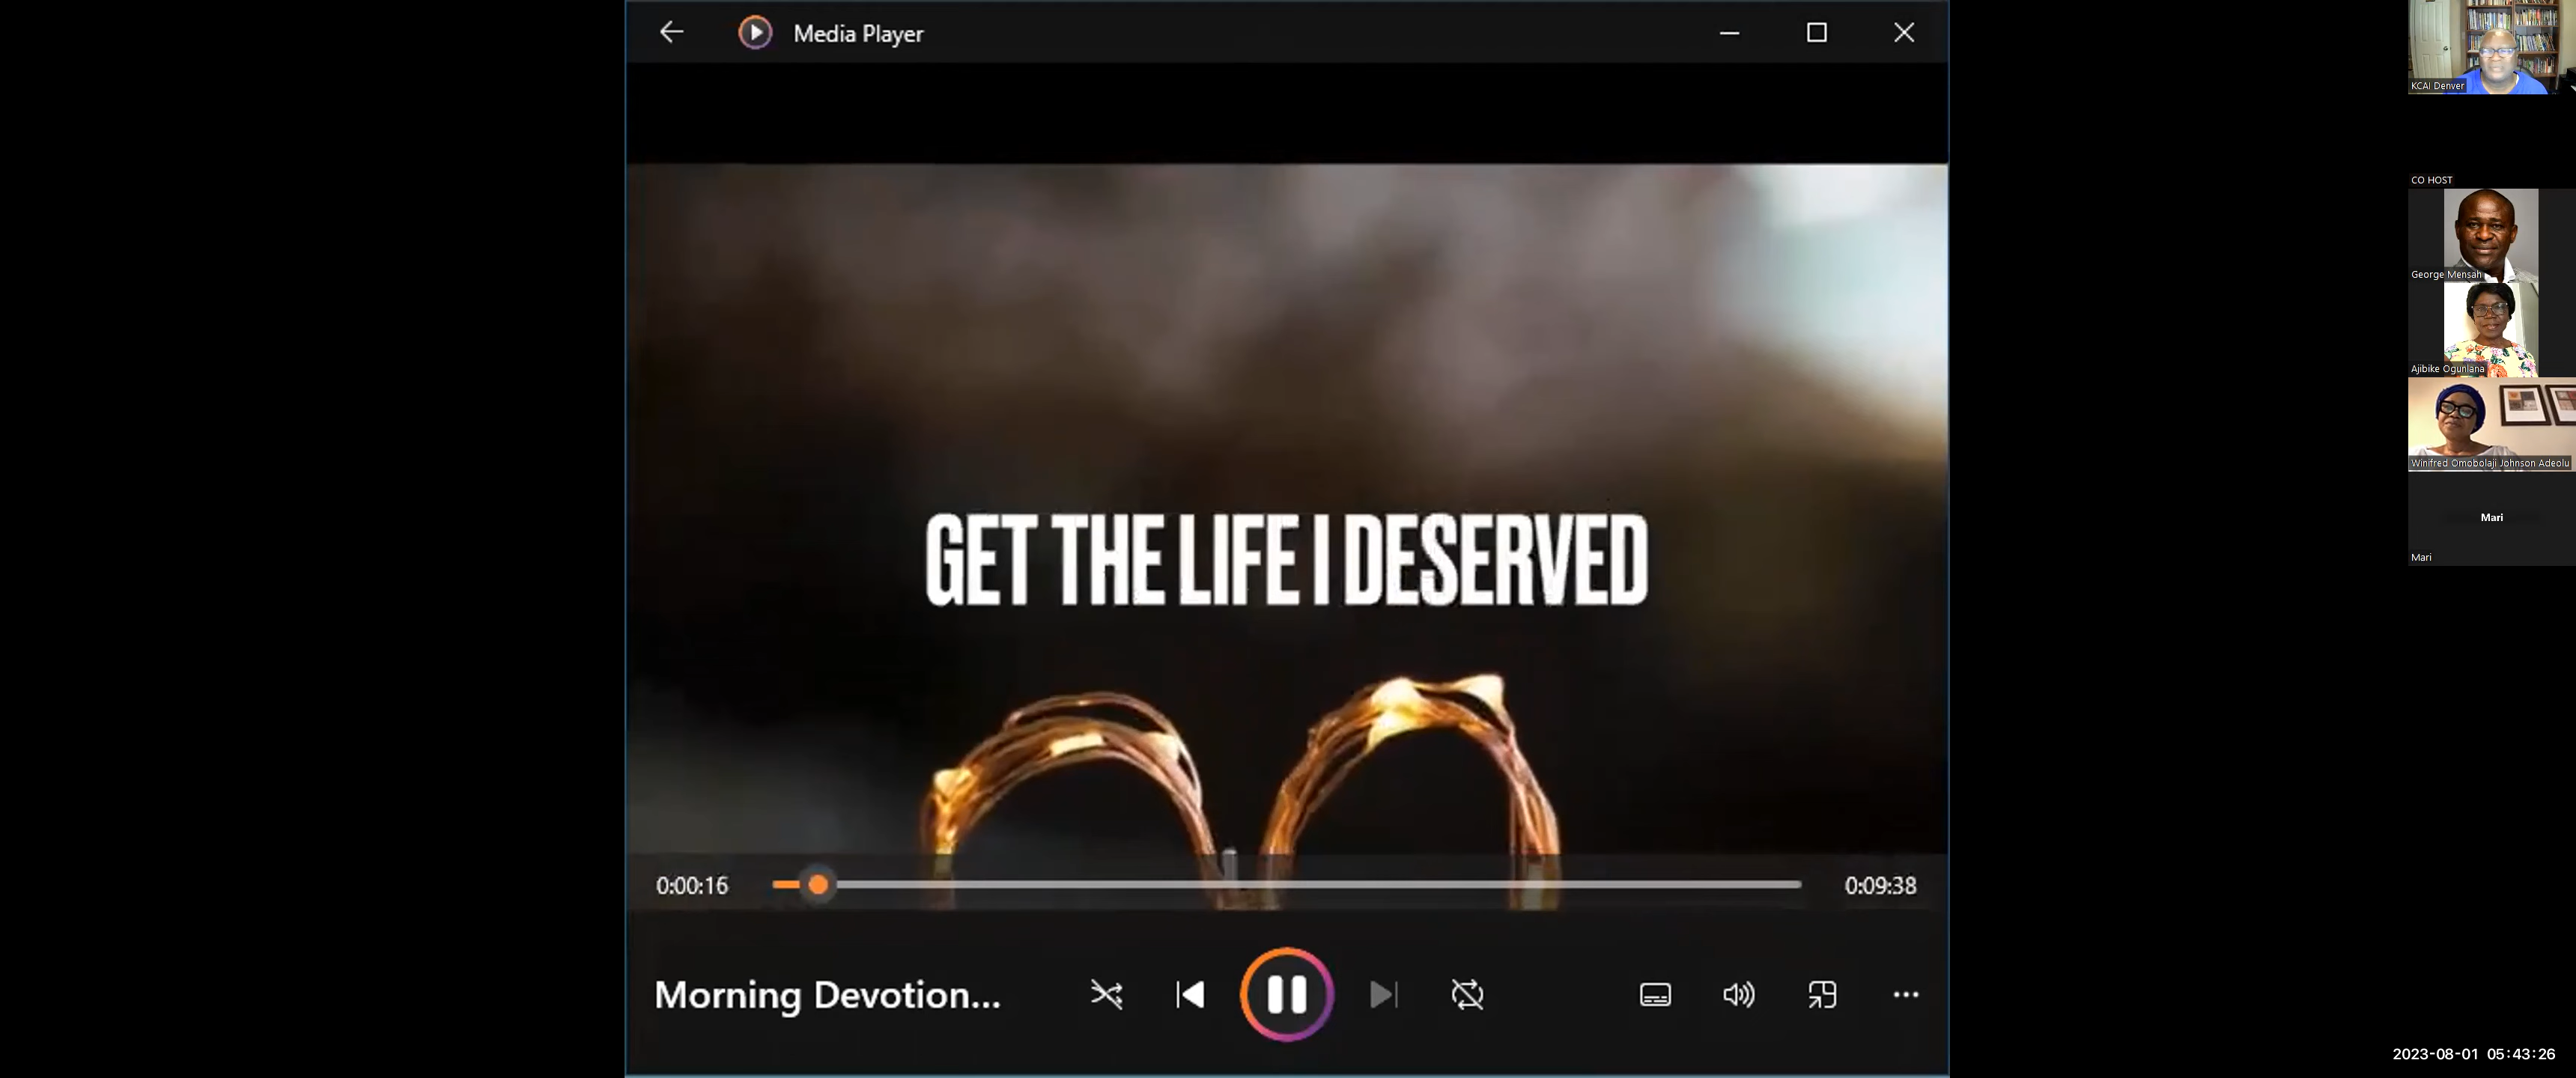 Media Player
KCAI Denver
CO HOST
George Mensah
Ajibike Ogunlana
Winifred Omobolaji Johnson Adeolu
Mari
Mari
GET THE LIFE I DESERVED
0:00:16
0:09:38
Morning Devotion...
2023-08-01 05:43:26